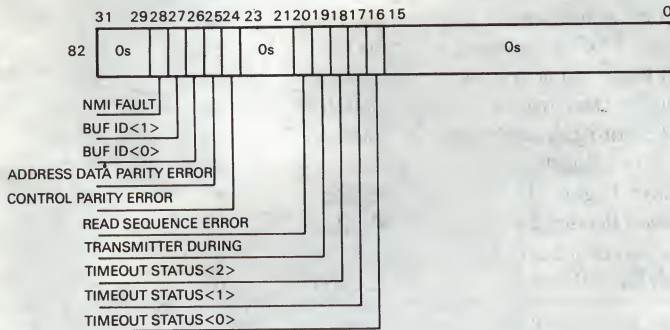 31 29 28 27 26 25 24 23 21 20 19 18 17 16 15 0
82 0s 0s 0s
NMI FAULT
BUF ID<1>
BUF ID<0>
ADDRESS DATA PARITY ERROR
CONTROL PARITY ERROR
READ SEQUENCE ERROR
TRANSMITTER DURING
TIMEOUT STATUS<2>
TIMEOUT STATUS<1>
TIMEOUT STATUS<0>